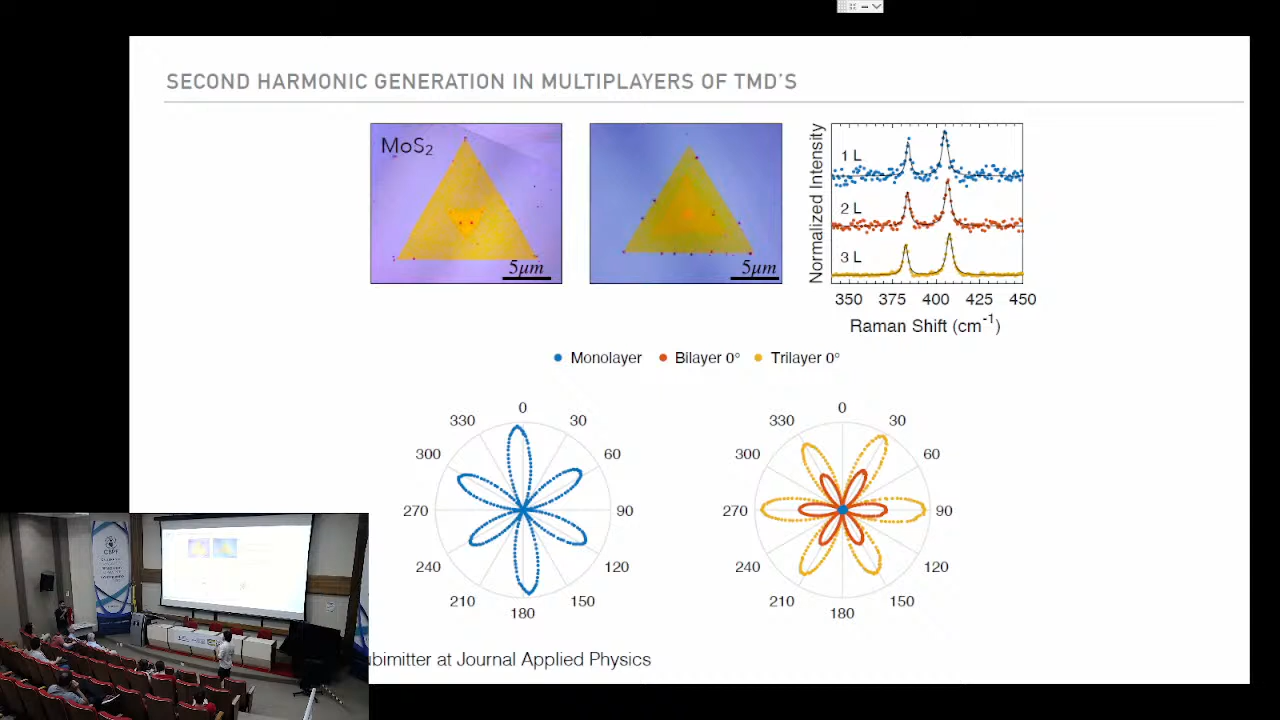 SECOND HARMONIC GENERATION IN MULTIPLAYERS OF TMD'S
MoS2
5μm
5μm
Normalized Intensity
1 L
2 L
3 L
350 375 400 425 450
Raman Shift (cm-1)
Monolayer Bilayer 0° Trilayer 0°
0
30
60
90
120
150
180
210
240
270
300
330
0
30
60
90
120
150
180
210
240
270
300
330
ubimitter at Journal Applied Physics